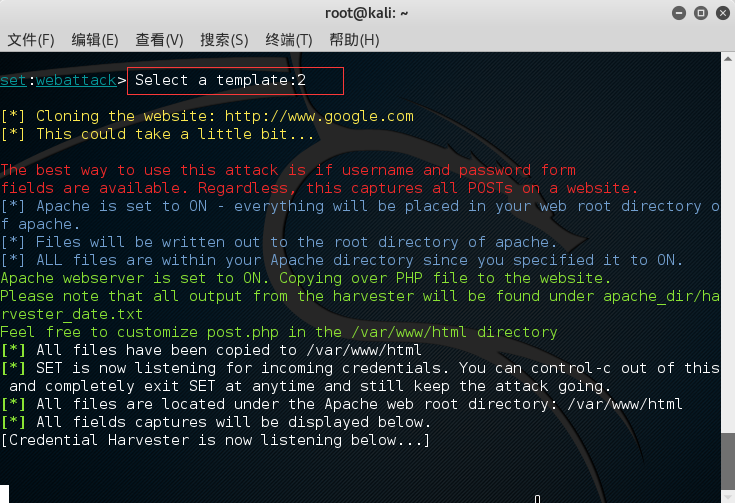 root@kali: ~
文件(F) 编辑(E) 查看(V) 搜索(S) 终端(T) 帮助(H)
set:webattack> Select a template:2
[*] Cloning the website: http://www.google.com
[*] This could take a little bit...
The best way to use this attack is if username and password form
fields are available. Regardless, this captures all POSTs on a website.
[*] Apache is set to ON - everything will be placed in your web root directory o
f apache.
[*] Files will be written out to the root directory of apache.
[*] ALL files are within your Apache directory since you specified it to ON.
Apache webserver is set to ON. Copying over PHP file to the website.
Please note that all output from the harvester will be found under apache_dir/ha
rvester_date.txt
Feel free to customize post.php in the /var/www/html directory
[*] All files have been copied to /var/www/html
[*] SET is now listening for incoming credentials. You can control-c out of this
 and completely exit SET at anytime and still keep the attack going.
[*] All files are located under the Apache web root directory: /var/www/html
[*] All fields captures will be displayed below.
[Credential Harvester is now listening below...]